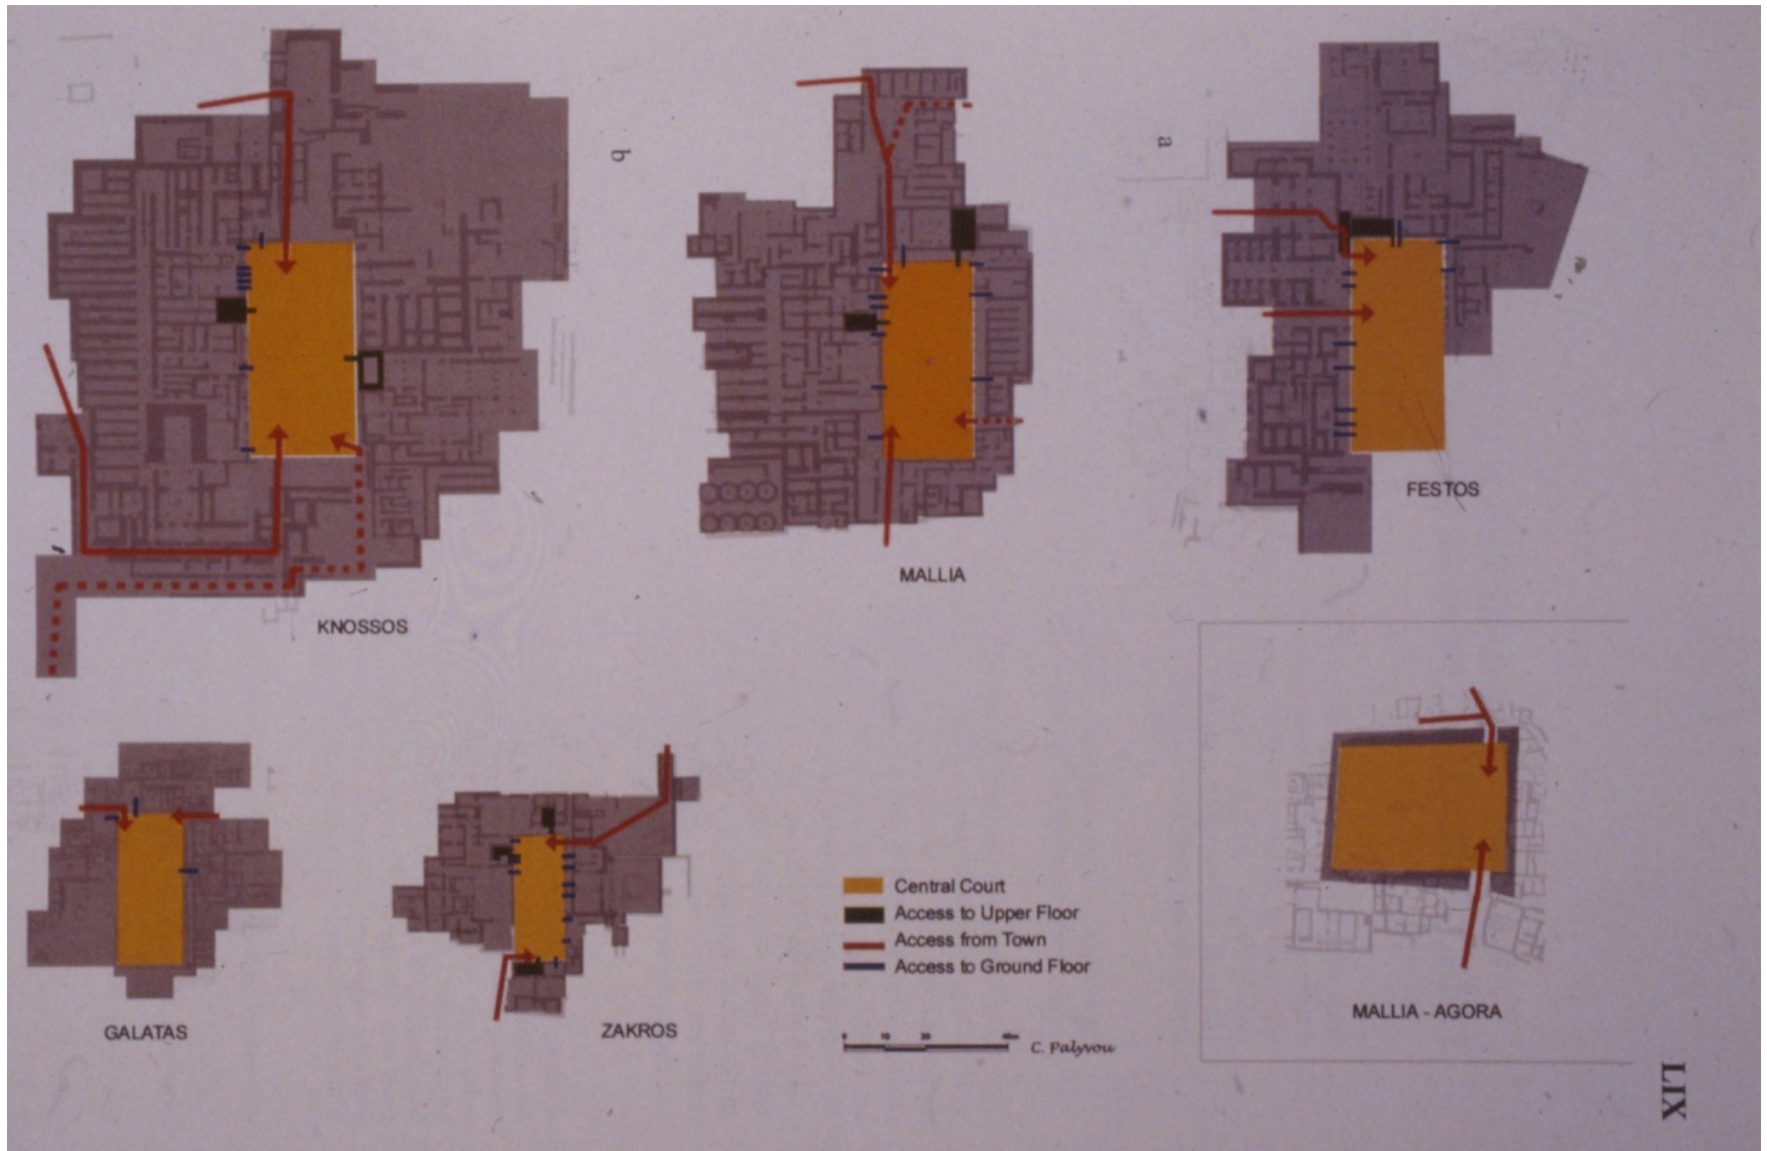 b
a
FESTOS
MALLIA
KNOSSOS
Central Court
Access to Upper Floor
Access from Town
Access to Ground Floor
GALATAS
ZAKROS
C. Palyvou
MALLIA - AGORA
LIX